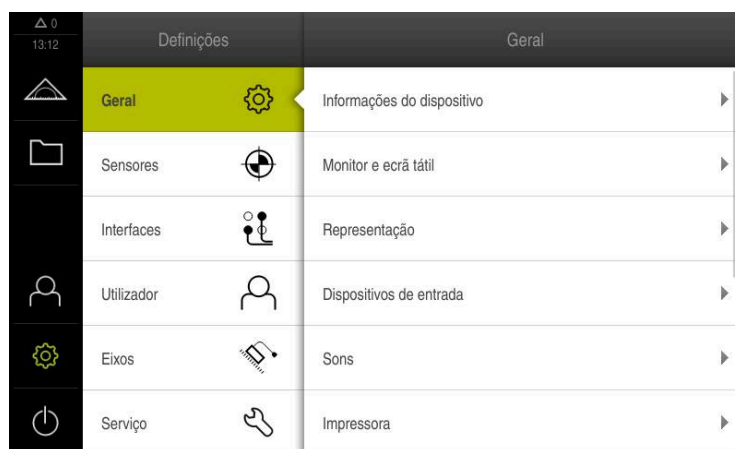 0
13:12
Definições
Geral
Geral
Sensores
Interfaces
Utilizador
Eixos
Serviço
Informações do dispositivo
Monitor e ecrã tátil
Representação
Dispositivos de entrada
Sons
Impressora